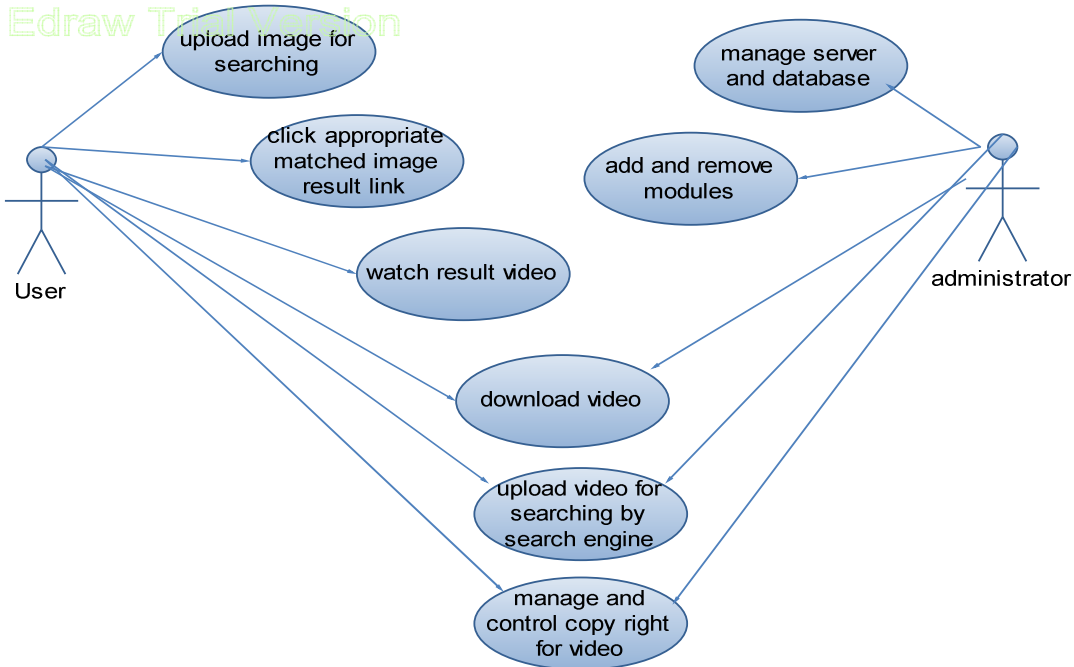 Edraw Trial Version
upload image for
searching
manage server
and database
click appropriate
matched image
result link
add and remove
modules
watch result video
User
administrator
download video
upload video for
searching by
search engine
manage and
control copy right
for video